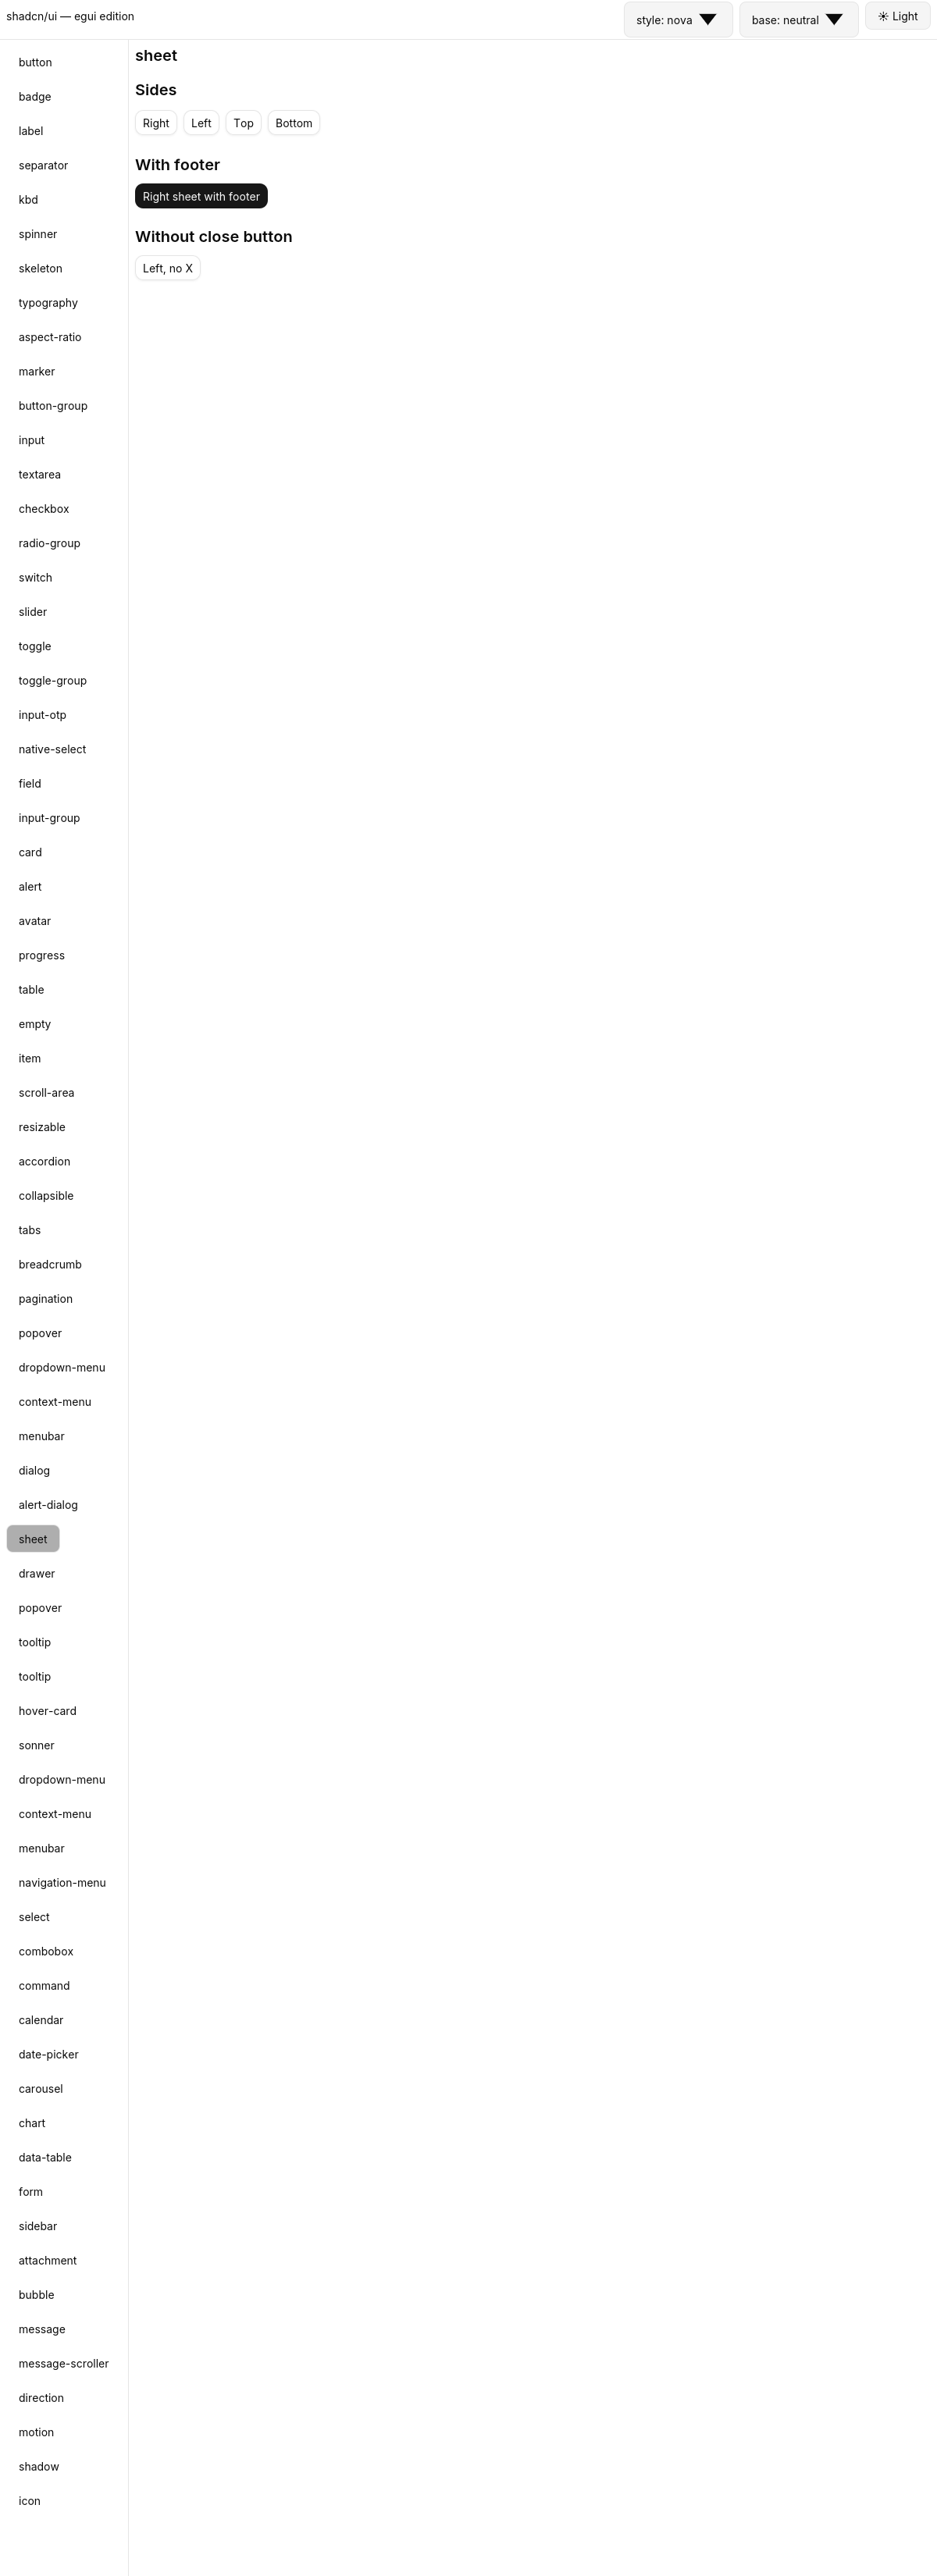 shadcn/ui — egui edition
style: nova
base: neutral
☀ Light
button
badge
label
separator
kbd
spinner
skeleton
typography
aspect-ratio
marker
button-group
input
textarea
checkbox
radio-group
switch
slider
toggle
toggle-group
input-otp
native-select
field
input-group
card
alert
avatar
progress
table
empty
item
scroll-area
resizable
accordion
collapsible
tabs
breadcrumb
pagination
popover
dropdown-menu
context-menu
menubar
dialog
alert-dialog
sheet
drawer
popover
tooltip
tooltip
hover-card
sonner
dropdown-menu
context-menu
menubar
navigation-menu
select
combobox
command
calendar
date-picker
carousel
chart
data-table
form
sidebar
attachment
bubble
message
message-scroller
direction
motion
shadow
icon
sheet
Sides
Right Left Top Bottom
With footer
Right sheet with footer
Without close button
Left, no X